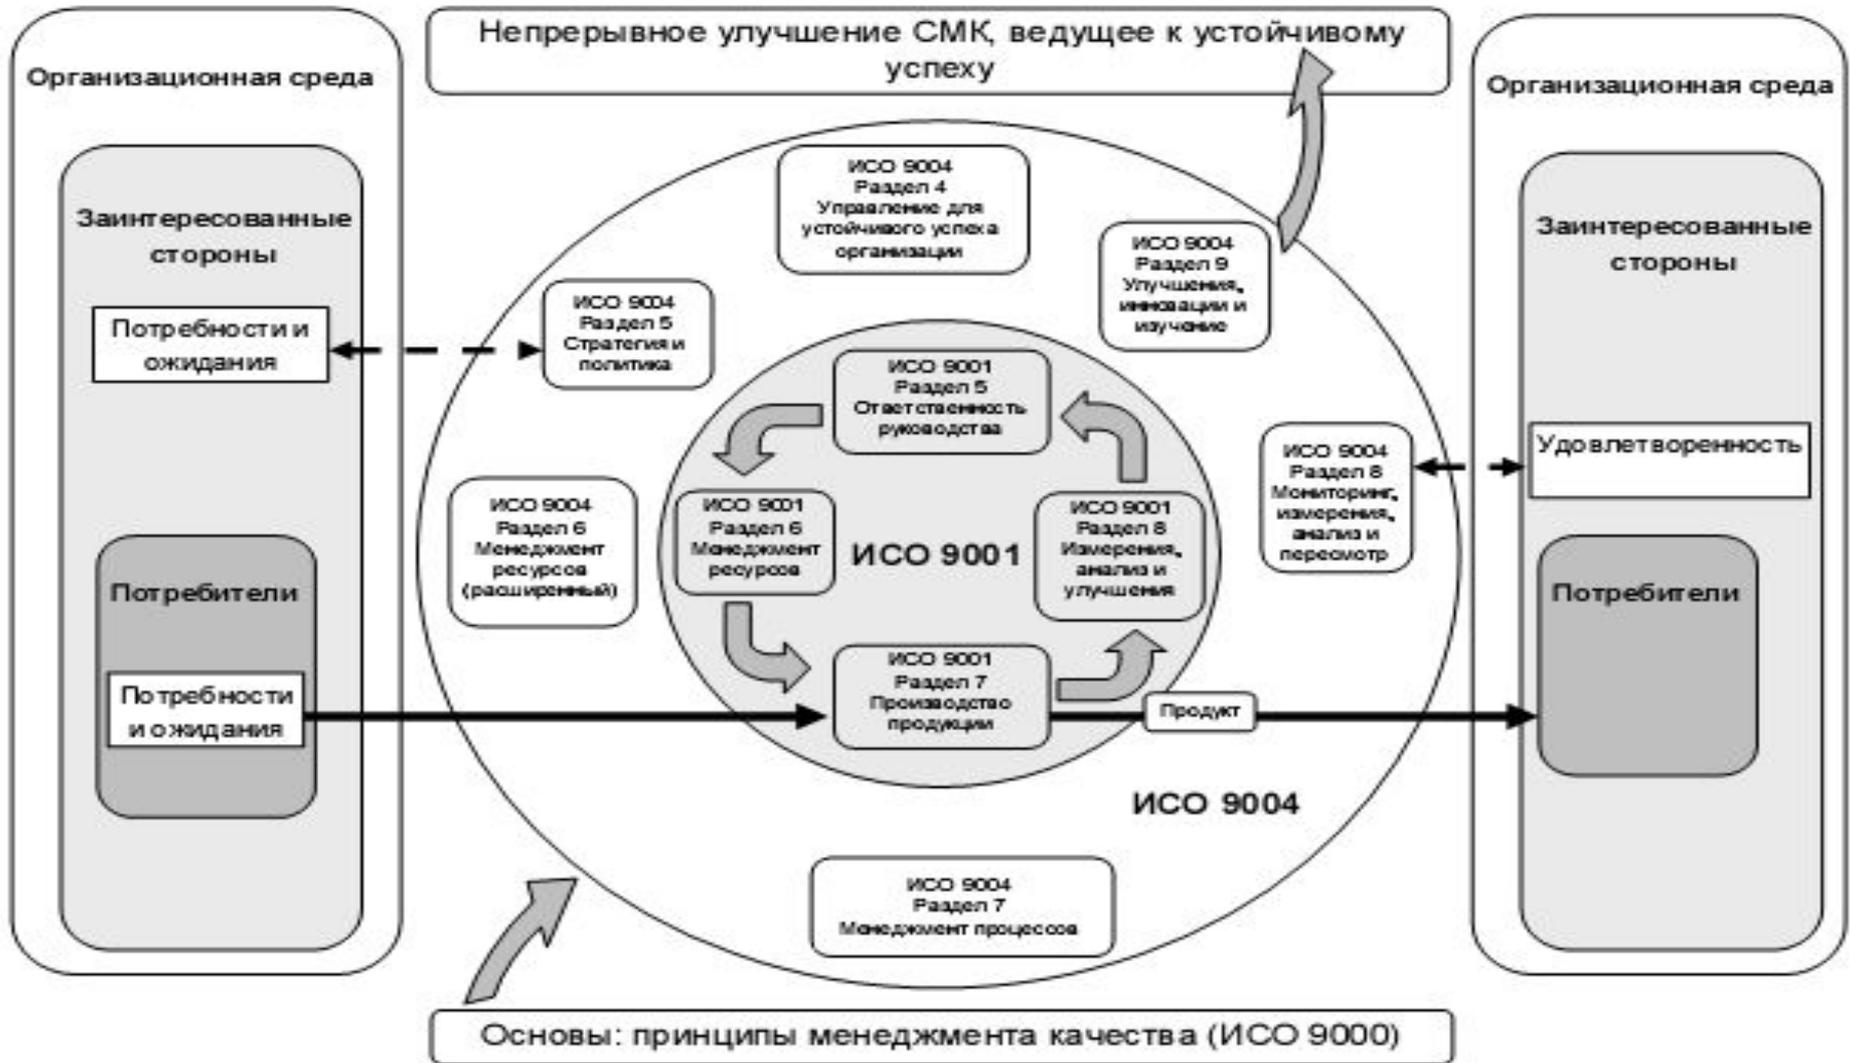 Непрерывное улучшение СМК, ведущее к устойчивому
успеху
Организационная среда
Заинтересованные
стороны
Потребности и
ожидания
Потребители
Потребности
и ожидания
ИСО 9004
Раздел 4
Управление для
устойчивого успеха
организации
ИСО 9004
Раздел 9
Улучшения,
инновации и
изучение
ИСО 9004
Раздел 5
Стратегия и
политика
ИСО 9001
Раздел 5
Ответственность
руководства
ИСО 9004
Раздел 8
Мониторинг,
измерения,
анализ и
пересмотр
ИСО 9004
Раздел 6
Менеджмент
ресурсов
(расширенный)
ИСО 9001
Раздел 6
Менеджмент
ресурсов
ИСО 9001
ИСО 9001
Раздел 8
Измерения,
анализ и
улучшения
ИСО 9001
Раздел 7
Производство
продукции
Продукт
ИСО 9004
ИСО 9004
Раздел 7
Менеджмент процессов
Организационная среда
Заинтересованные
стороны
Удовлетворенность
Потребители
Основы: принципы менеджмента качества (ИСО 9000)